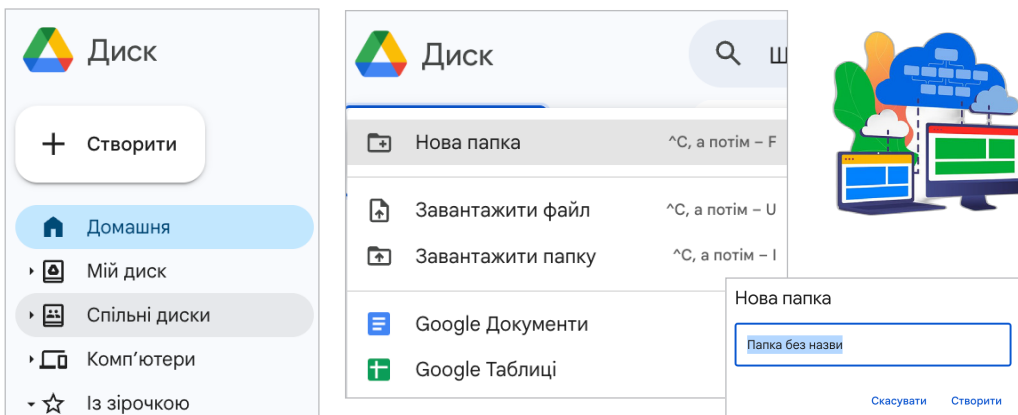 Диск
Створити
Домашня
Мій диск
Спільні диски
Комп’ютери
Із зірочкою
Диск
Нова папка ^C, а потім – F
Завантажити файл ^C, а потім – U
Завантажити папку ^C, а потім – I
Google Документи
Google Таблиці
Нова папка
Папка без назви
Скасувати Створити